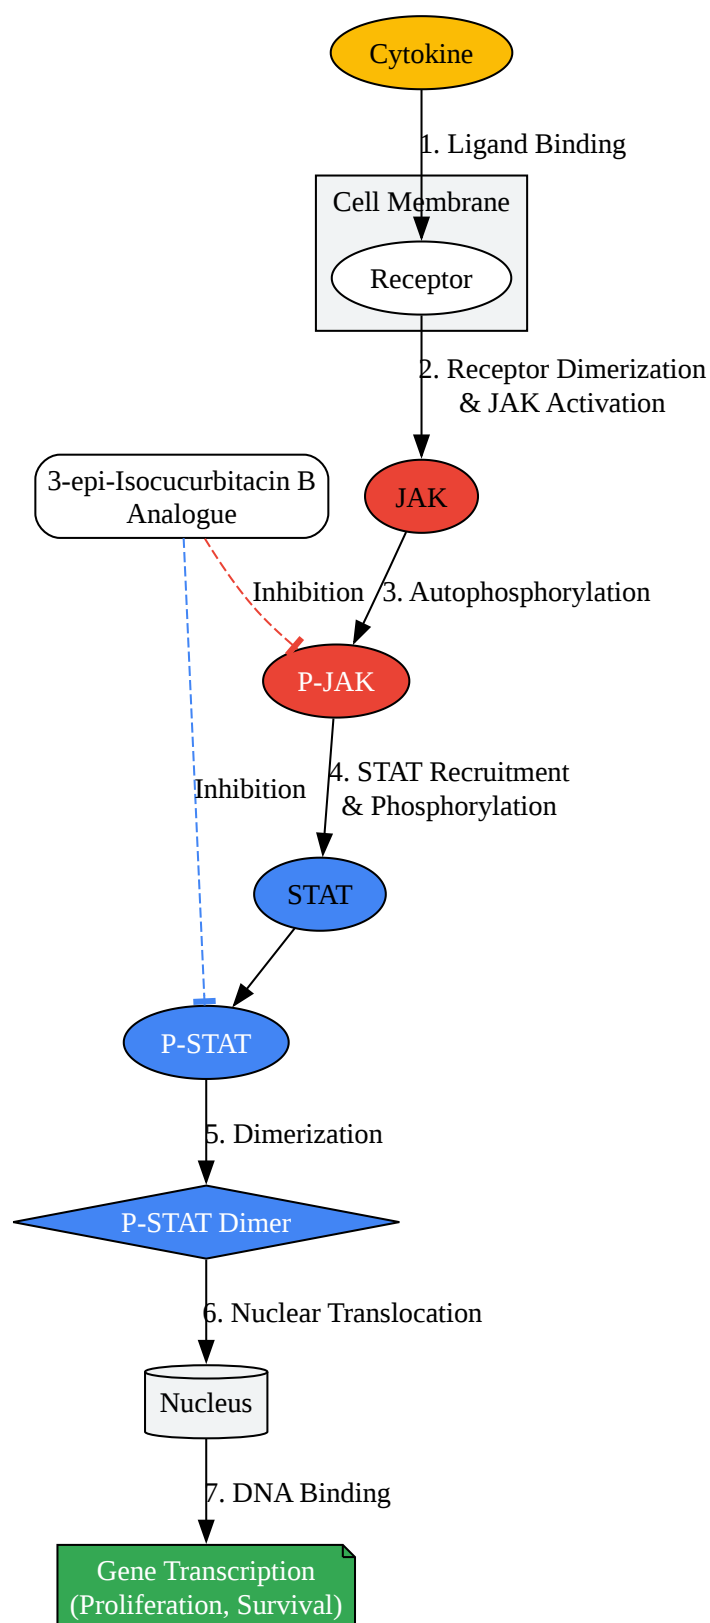 Cytokine
1. Ligand Binding
Cell Membrane
Receptor
2. Receptor Dimerization
& JAK Activation
3-epi-Isocucurbitacin B
Analogue
JAK
Inhibition
3. Autophosphorylation
P-JAK
4. STAT Recruitment
& Phosphorylation
Inhibition
STAT
P-STAT
5. Dimerization
P-STAT Dimer
6. Nuclear Translocation
Nucleus
7. DNA Binding
Gene Transcription
(Proliferation, Survival)